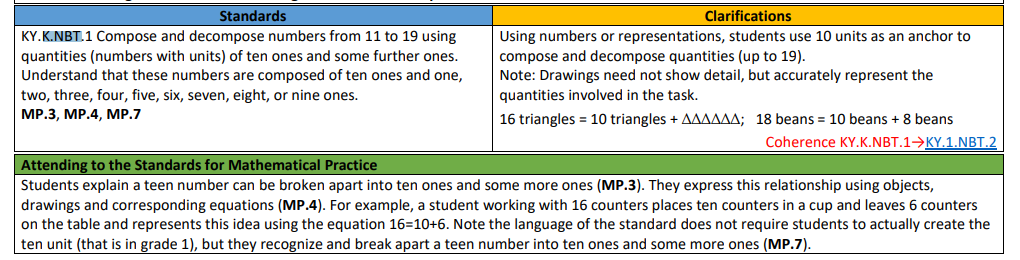 Standards
Clarifications
KY.K.NBT.1 Compose and decompose numbers from 11 to 19 using
quantities (numbers with units) of ten ones and some further ones.
Understand that these numbers are composed of ten ones and one,
two, three, four, five, six, seven, eight, or nine ones.
MP.3, MP.4, MP.7
Using numbers or representations, students use 10 units as an anchor to
compose and decompose quantities (up to 19).
Note: Drawings need not show detail, but accurately represent the
quantities involved in the task.
16 triangles = 10 triangles + ΔΔΔΔΔΔ; 18 beans = 10 beans + 8 beans
Coherence KY.K.NBT.1→KY.1.NBT.2
Attending to the Standards for Mathematical Practice
Students explain a teen number can be broken apart into ten ones and some more ones (MP.3). They express this relationship using objects,
drawings and corresponding equations (MP.4). For example, a student working with 16 counters places ten counters in a cup and leaves 6 counters
on the table and represents this idea using the equation 16=10+6. Note the language of the standard does not require students to actually create the
ten unit (that is in grade 1), but they recognize and break apart a teen number into ten ones and some more ones (MP.7).